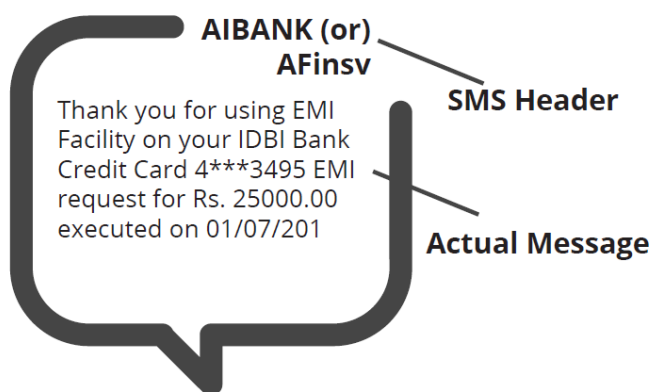 AIBANK (or)
AFinsv
SMS Header
Thank you for using EMI
Facility on your IDBI Bank
Credit Card 4***3495 EMI
request for Rs. 25000.00
executed on 01/07/201
Actual Message